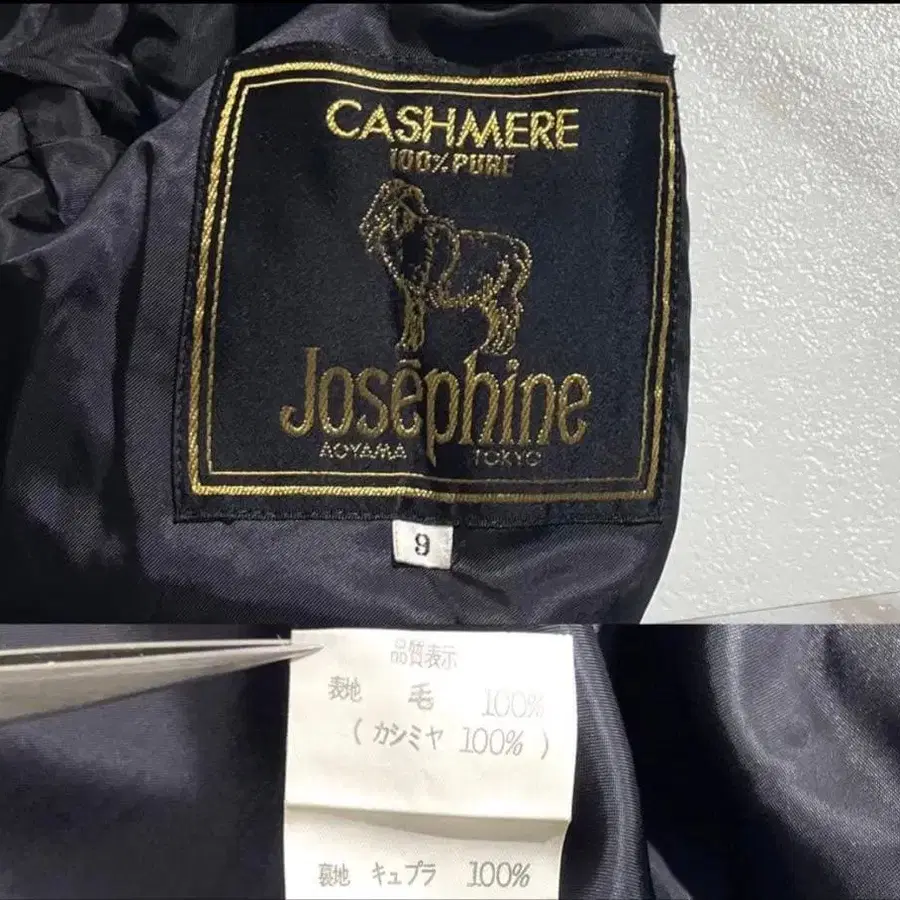 CASHMERE
100% PURE
Joséphine
AOYAMA TOKYO
9
品質表示
表地 毛 100%
( カシミヤ 100% )
裏地 キュプラ 100%